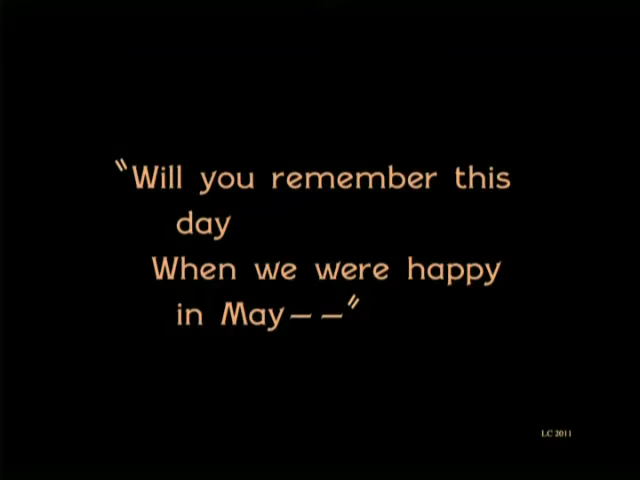 "Will you remember this
day
When we were happy
in May——"
LC 2011